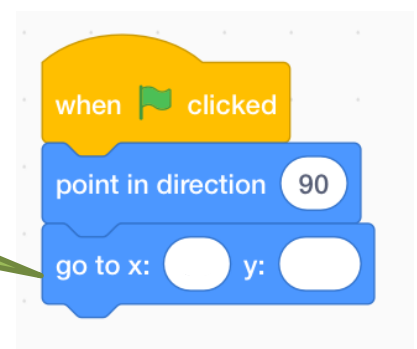 when clicked
point in direction 90
go to x: y: